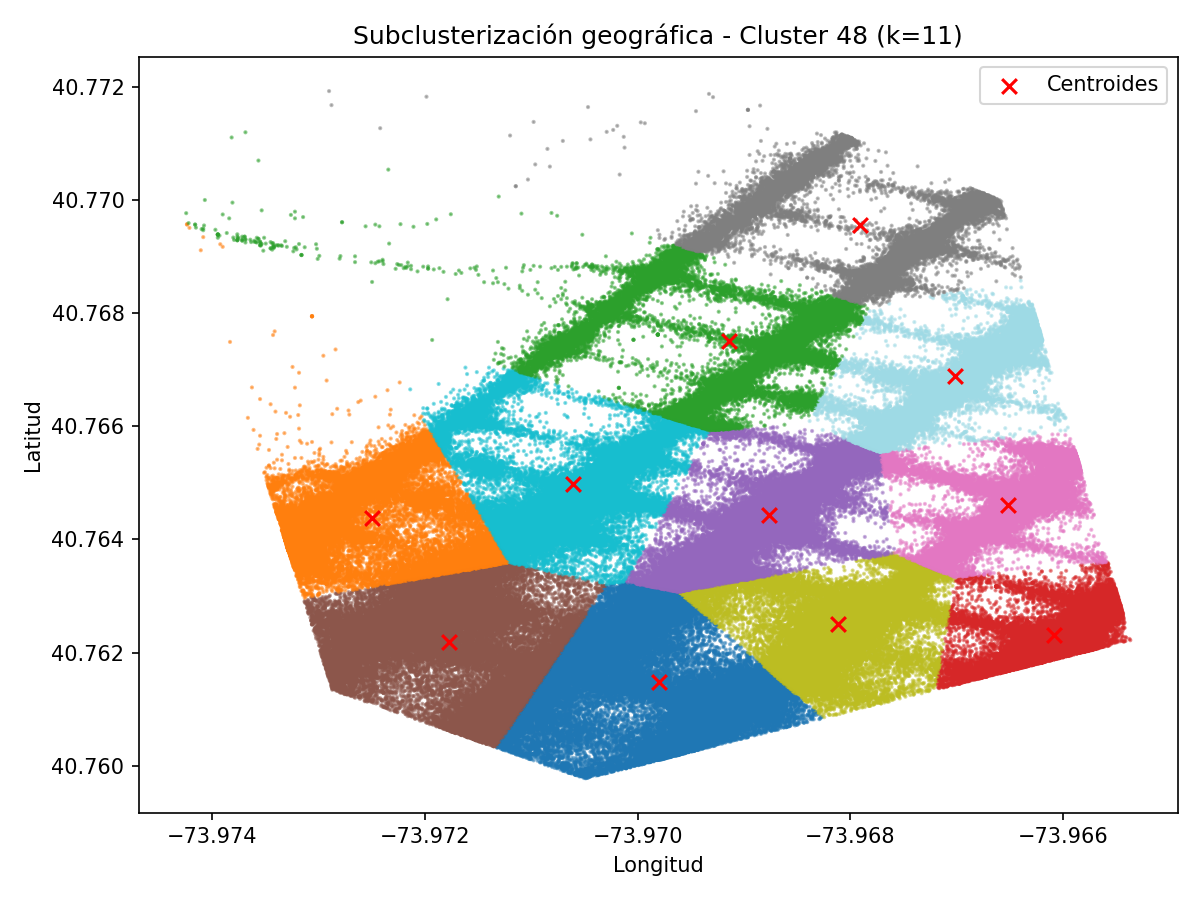 Subclusterización geográfica - Cluster 48 (k=11)
Centroides
40.772
40.770
40.768
40.766
40.764
40.762
40.760
Latitud
−73.974 −73.972 −73.970 −73.968 −73.966
Longitud